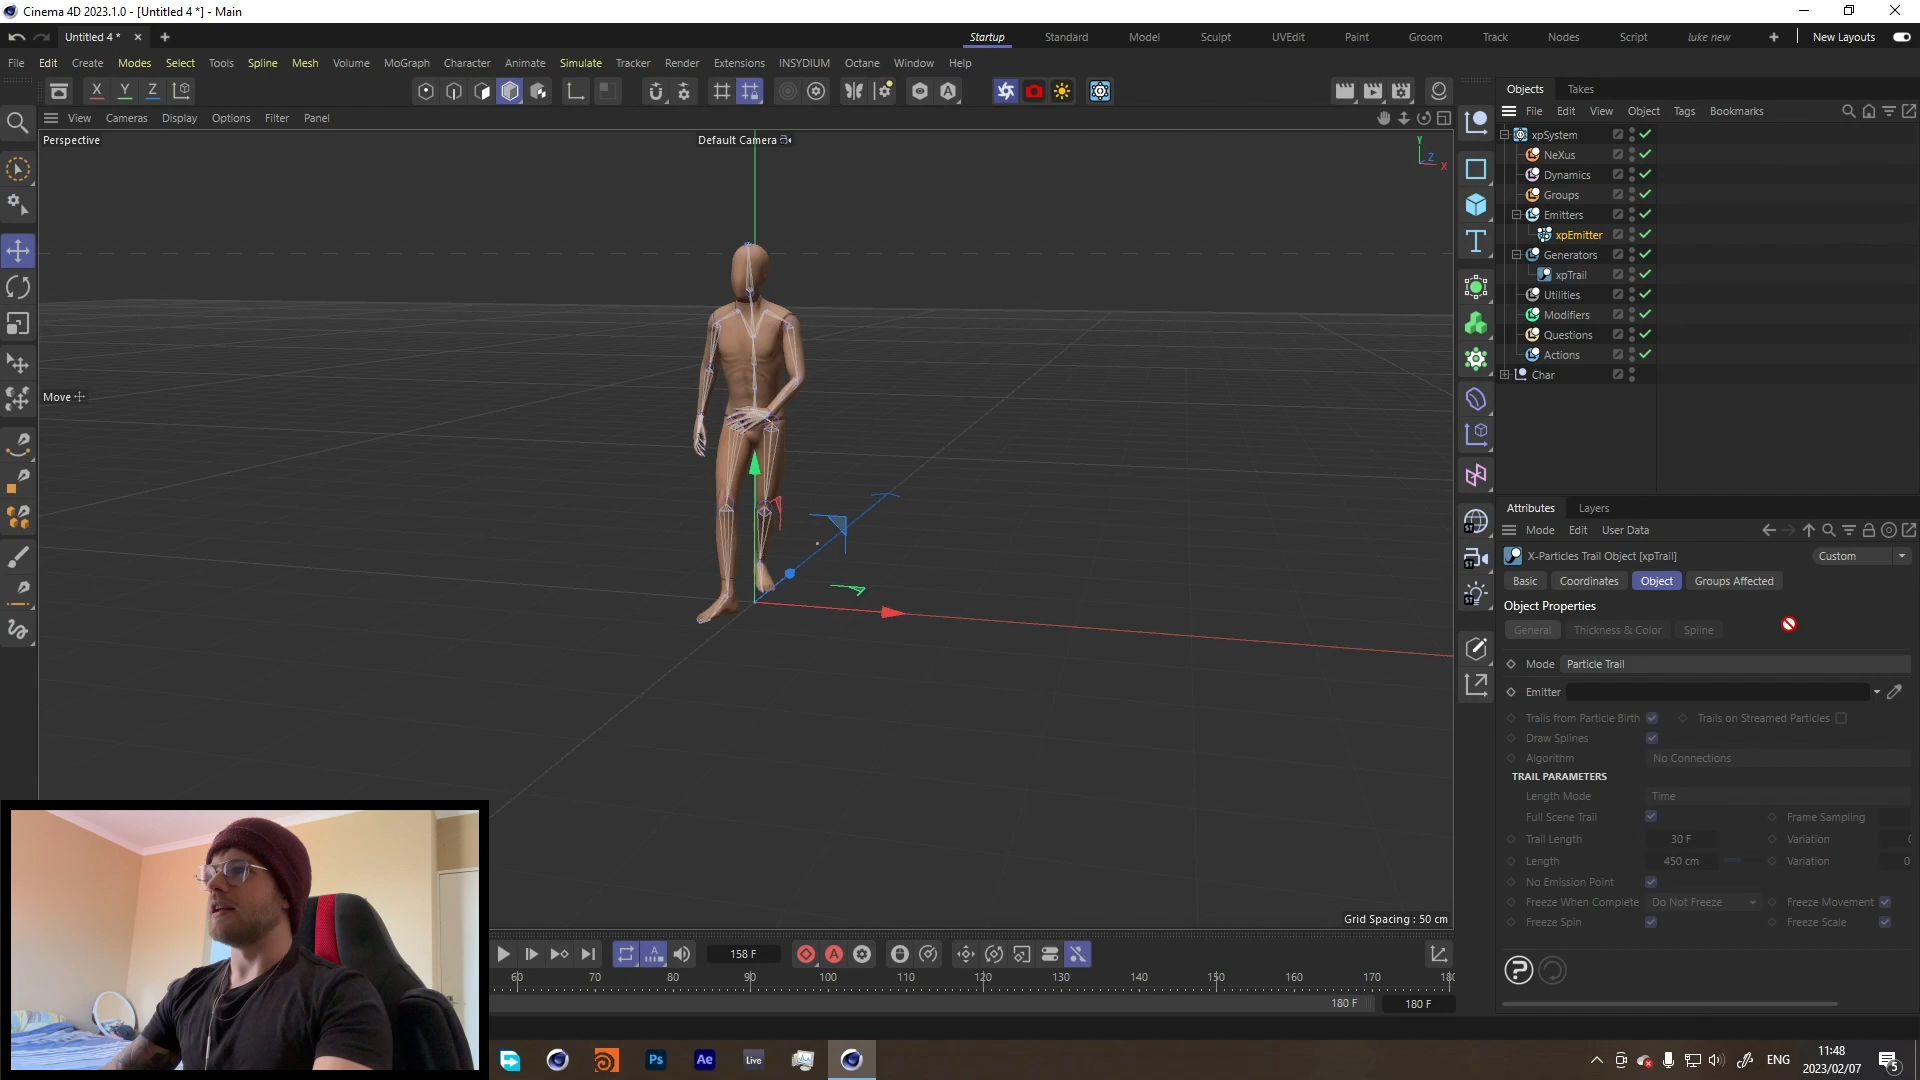 Cinema 4D 2023.1.0 - [Untitled 4 *] - Main
Untitled 4 *
Startup
Standard
Model
Sculpt
UVEdit
Paint
Groom
Track
Nodes
Script
luke new
New Layouts
File
Edit
Create
Modes
Select
Tools
Spline
Mesh
Volume
MoGraph
Character
Animate
Simulate
Tracker
Render
Extensions
INSYDIUM
Octane
Window
Help
X
Y
Z
Objects
Takes
View
Cameras
Display
Options
Filter
Panel
File
Edit
View
Object
Tags
Bookmarks
Perspective
Default Camera
Y
Z
X
xpSystem
NeXus
Dynamics
Groups
Emitters
xpEmitter
Generators
xpTrail
Utilities
Modifiers
Questions
Actions
Char
Move
Attributes
Layers
Mode
Edit
User Data
X-Particles Trail Object [xpTrail]
Custom
Basic
Coordinates
Object
Groups Affected
Object Properties
General
Thickness & Color
Spline
Mode
Particle Trail
Emitter
Trails from Particle Birth
Trails on Streamed Particles
Draw Splines
Algorithm
No Connections
TRAIL PARAMETERS
Length Mode
Time
Full Scene Trail
Frame Sampling
Trail Length
30 F
Variation
Length
450 cm
Variation
0
No Emission Point
Freeze When Complete
Do Not Freeze
Freeze Movement
Freeze Spin
Freeze Scale
Grid Spacing : 50 cm
158 F
60
70
80
90
100
110
120
130
140
150
160
170
180 F
180 F
ST
ST
ST
Ps
Ae
Live
ENG
11:48
2023/02/07
5